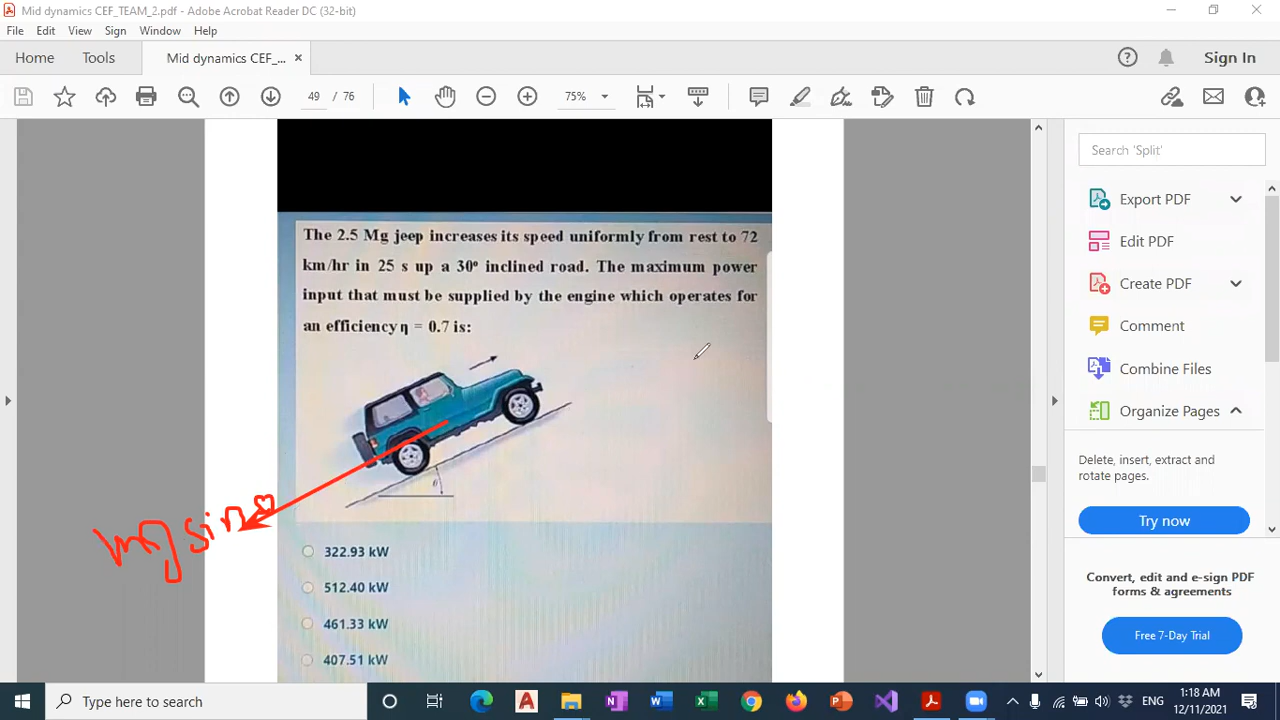 Mid dynamics CEF_TEAM_2.pdf - Adobe Acrobat Reader DC (32-bit)
File Edit View Sign Window Help
Home Tools Mid dynamics CEF_... × Sign In
49 / 76 75%
The 2.5 Mg jeep increases its speed uniformly from rest to 72
km/hr in 25 s up a 30° inclined road. The maximum power
input that must be supplied by the engine which operates for
an efficiency η = 0.7 is:
θ
mg sin θ
322.93 kW
512.40 kW
461.33 kW
407.51 kW
Search 'Split'
Export PDF
Edit PDF
Create PDF
Comment
Combine Files
Organize Pages
Delete, insert, extract and
rotate pages.
Try now
Convert, edit and e-sign PDF
forms & agreements
Free 7-Day Trial
Type here to search
ENG
1:18 AM
12/11/2021